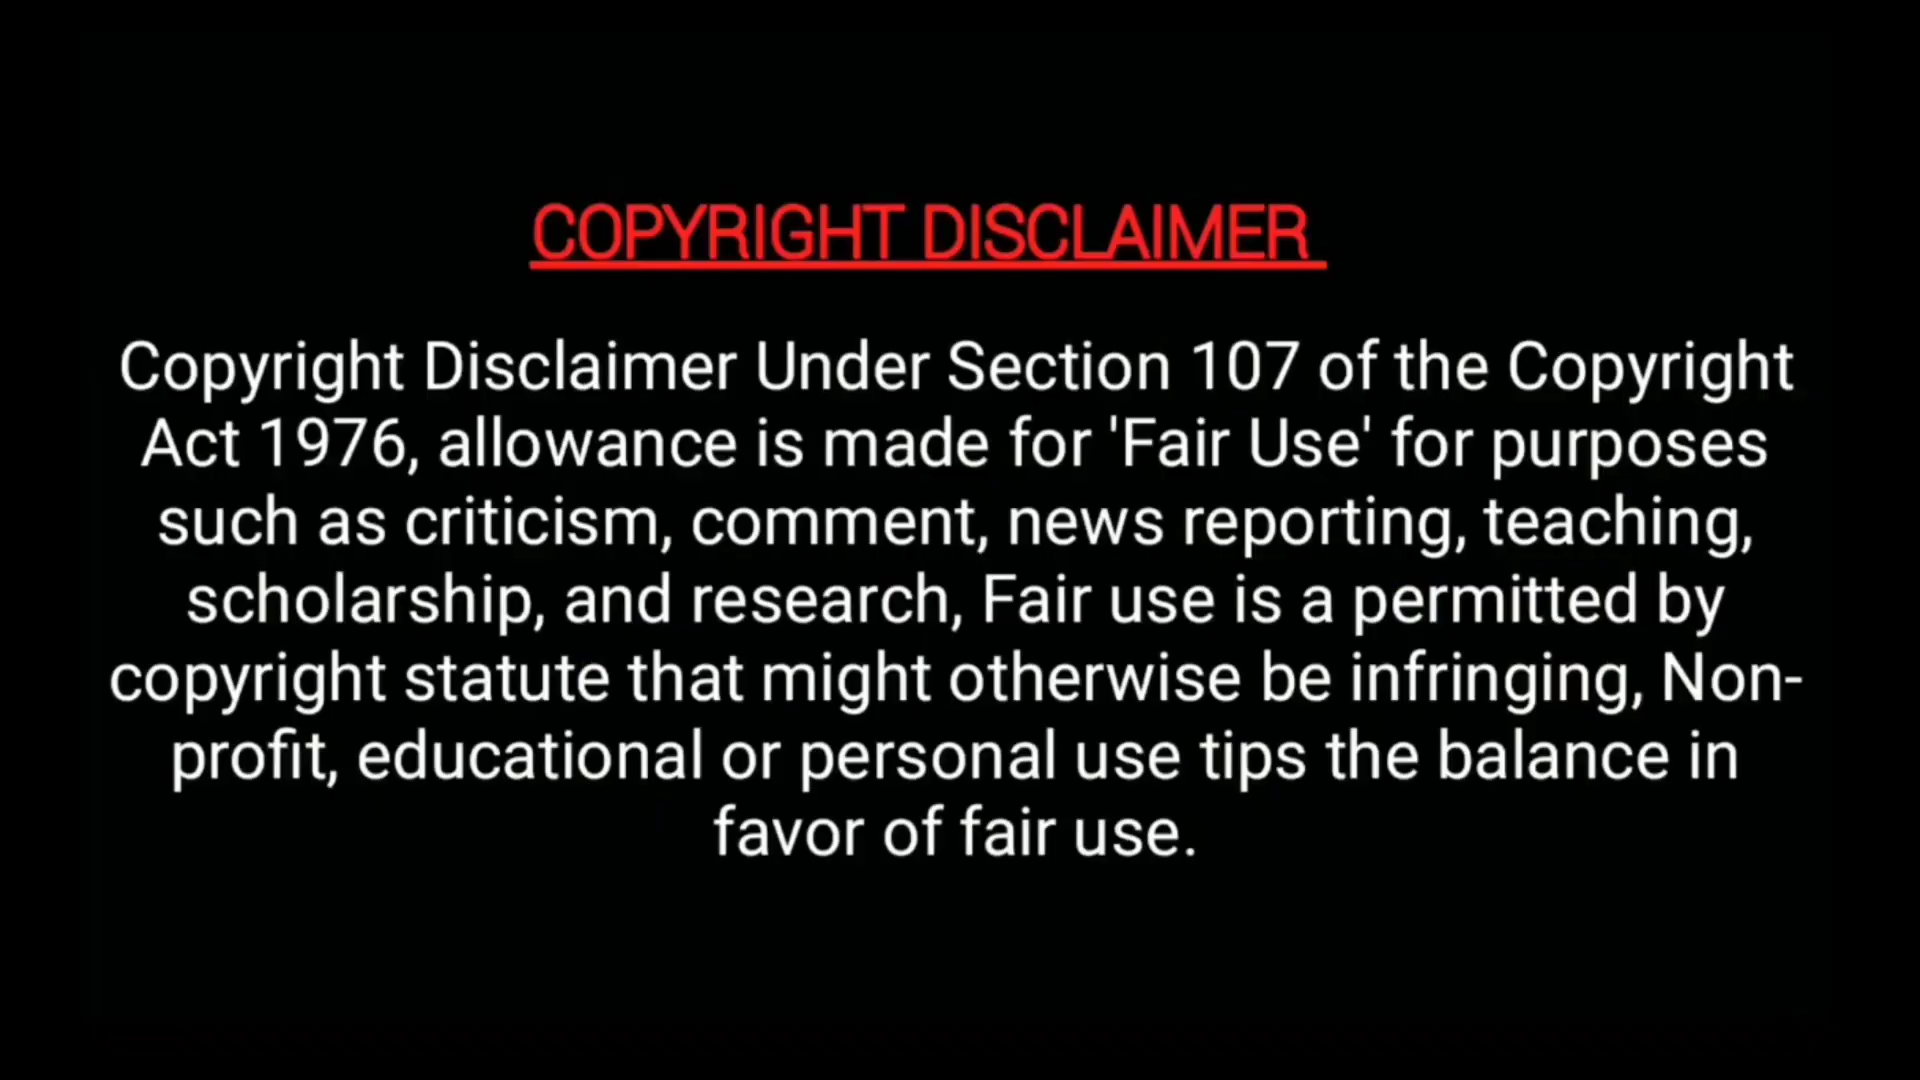 COPYRIGHT DISCLAIMER
Copyright Disclaimer Under Section 107 of the Copyright
Act 1976, allowance is made for 'Fair Use' for purposes
such as criticism, comment, news reporting, teaching,
scholarship, and research, Fair use is a permitted by
copyright statute that might otherwise be infringing, Non-
profit, educational or personal use tips the balance in
favor of fair use.